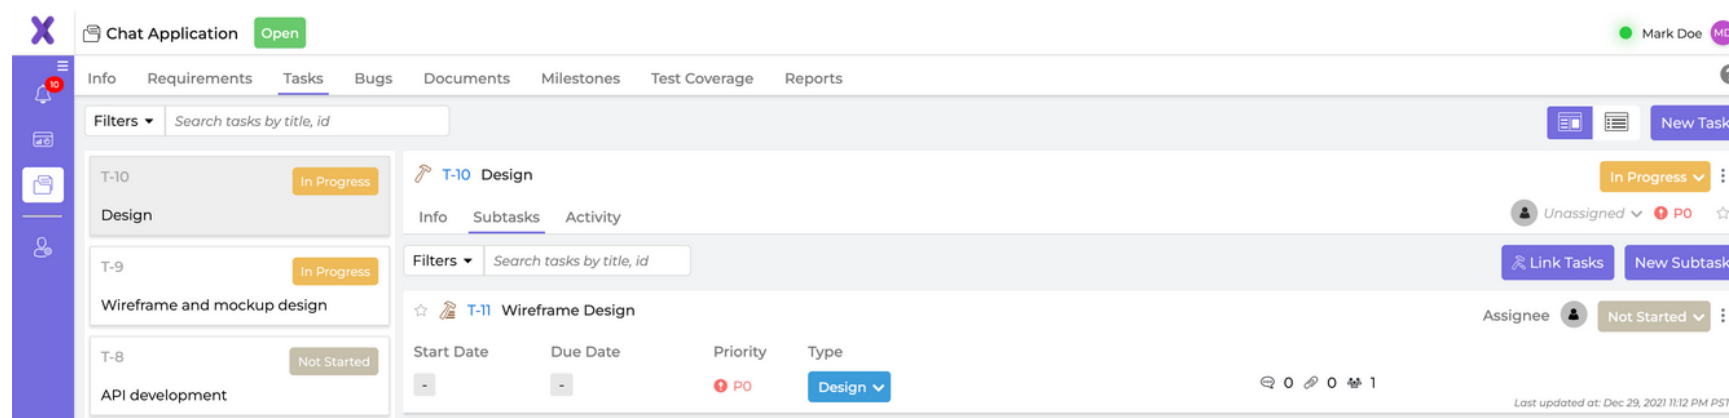 Chat Application Open Mark Doe MD
10
Info Requirements Tasks Bugs Documents Milestones Test Coverage Reports
Filters Search tasks by title, id New Task
T-10 In Progress
Design
T-9 In Progress
Wireframe and mockup design
T-8 Not Started
API development
T-10 Design In Progress
Info Subtasks Activity Unassigned P0
Filters Search tasks by title, id Link Tasks New Subtask
T-11 Wireframe Design Assignee Not Started
Start Date Due Date Priority Type
- - P0 Design 0 0 1
Last updated at: Dec 29, 2021 11:12 PM PST